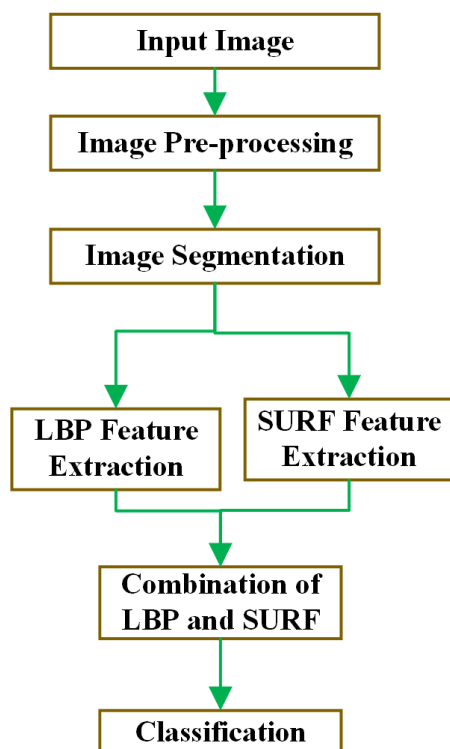 Input Image
Image Pre-processing
Image Segmentation
LBP Feature
Extraction
SURF Feature
Extraction
Combination of
LBP and SURF
Classification